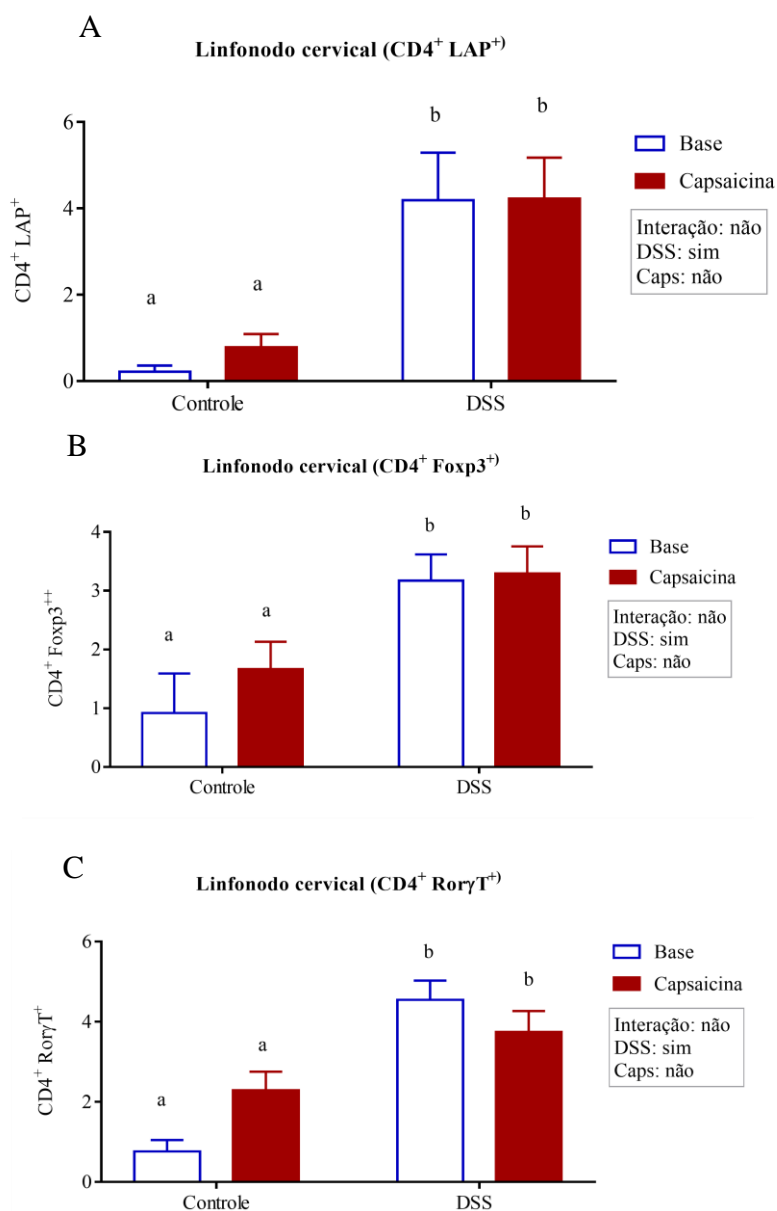 A
Linfonodo cervical (CD4⁺ LAP⁺⁾
b
b
6
Base
Capsaicina
4
CD4⁺ LAP⁺
Interação: não
DSS: sim
Caps: não
2
a
a
0
Controle
DSS
B
Linfonodo cervical (CD4⁺ Foxp3⁺⁾
b
b
4
Base
Capsaicina
3
CD4⁺ Foxp3⁺⁺
Interação: não
DSS: sim
Caps: não
a
a
2
1
0
Controle
DSS
C
Linfonodo cervical (CD4⁺ RorγT⁺⁾
b
b
6
Base
Capsaicina
4
CD4⁺ RorγT⁺
Interação: não
DSS: sim
Caps: não
a
a
2
0
Controle
DSS